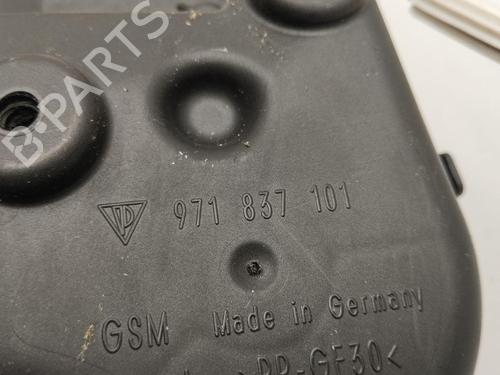 B-PARTS
971 837 101
GSM Made in Germany
PP-GF30<